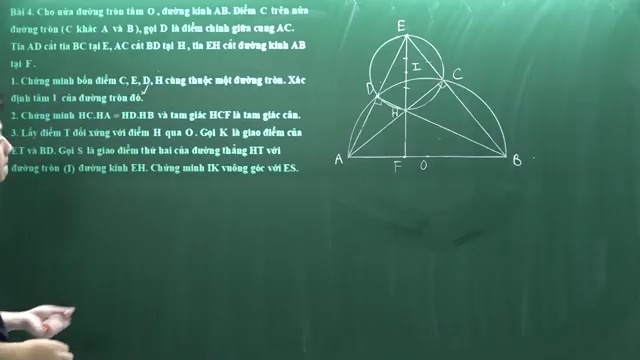 Bài 4. Cho nửa đường tròn tâm O, đường kính AB. Điểm C trên nửa
đường tròn (C khác A và B), gọi D là điểm chính giữa cung AC.
Tia AD cắt tia BC tại E, AC cắt BD tại H, tia EH cắt đường kính AB
tại F.
1. Chứng minh bốn điểm C, E, D, H cùng thuộc một đường tròn. Xác
định tâm I của đường tròn đó.
2. Chứng minh HC.HA = HD.HB và tam giác HCF là tam giác cân.
3. Lấy điểm T đối xứng với điểm H qua O. Gọi K là giao điểm của
ET và BD. Gọi S là giao điểm thứ hai của đường thẳng HT với
đường tròn (I) đường kính EH. Chứng minh IK vuông góc với ES.
E
I
C
D
H
A
F
O
B